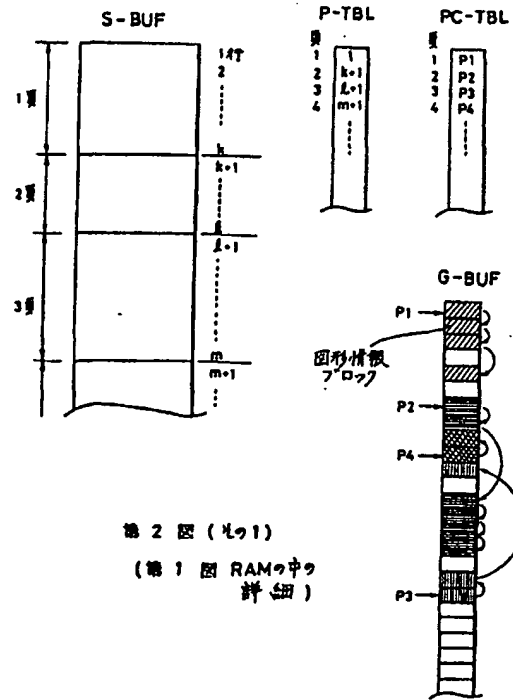 S-BUF
1行
2
k
k+1
l
l+1
m
m+1
1頁
2頁
3頁
P-TBL
頁
1 1
2 k+1
3 l+1
4 m+1
PC-TBL
頁
1 P1
2 P2
3 P3
4 P4
G-BUF
P1
図形情報
ブロック
P2
P4
P3
第2図(その1)
(第1図 RAMの中の
詳細)